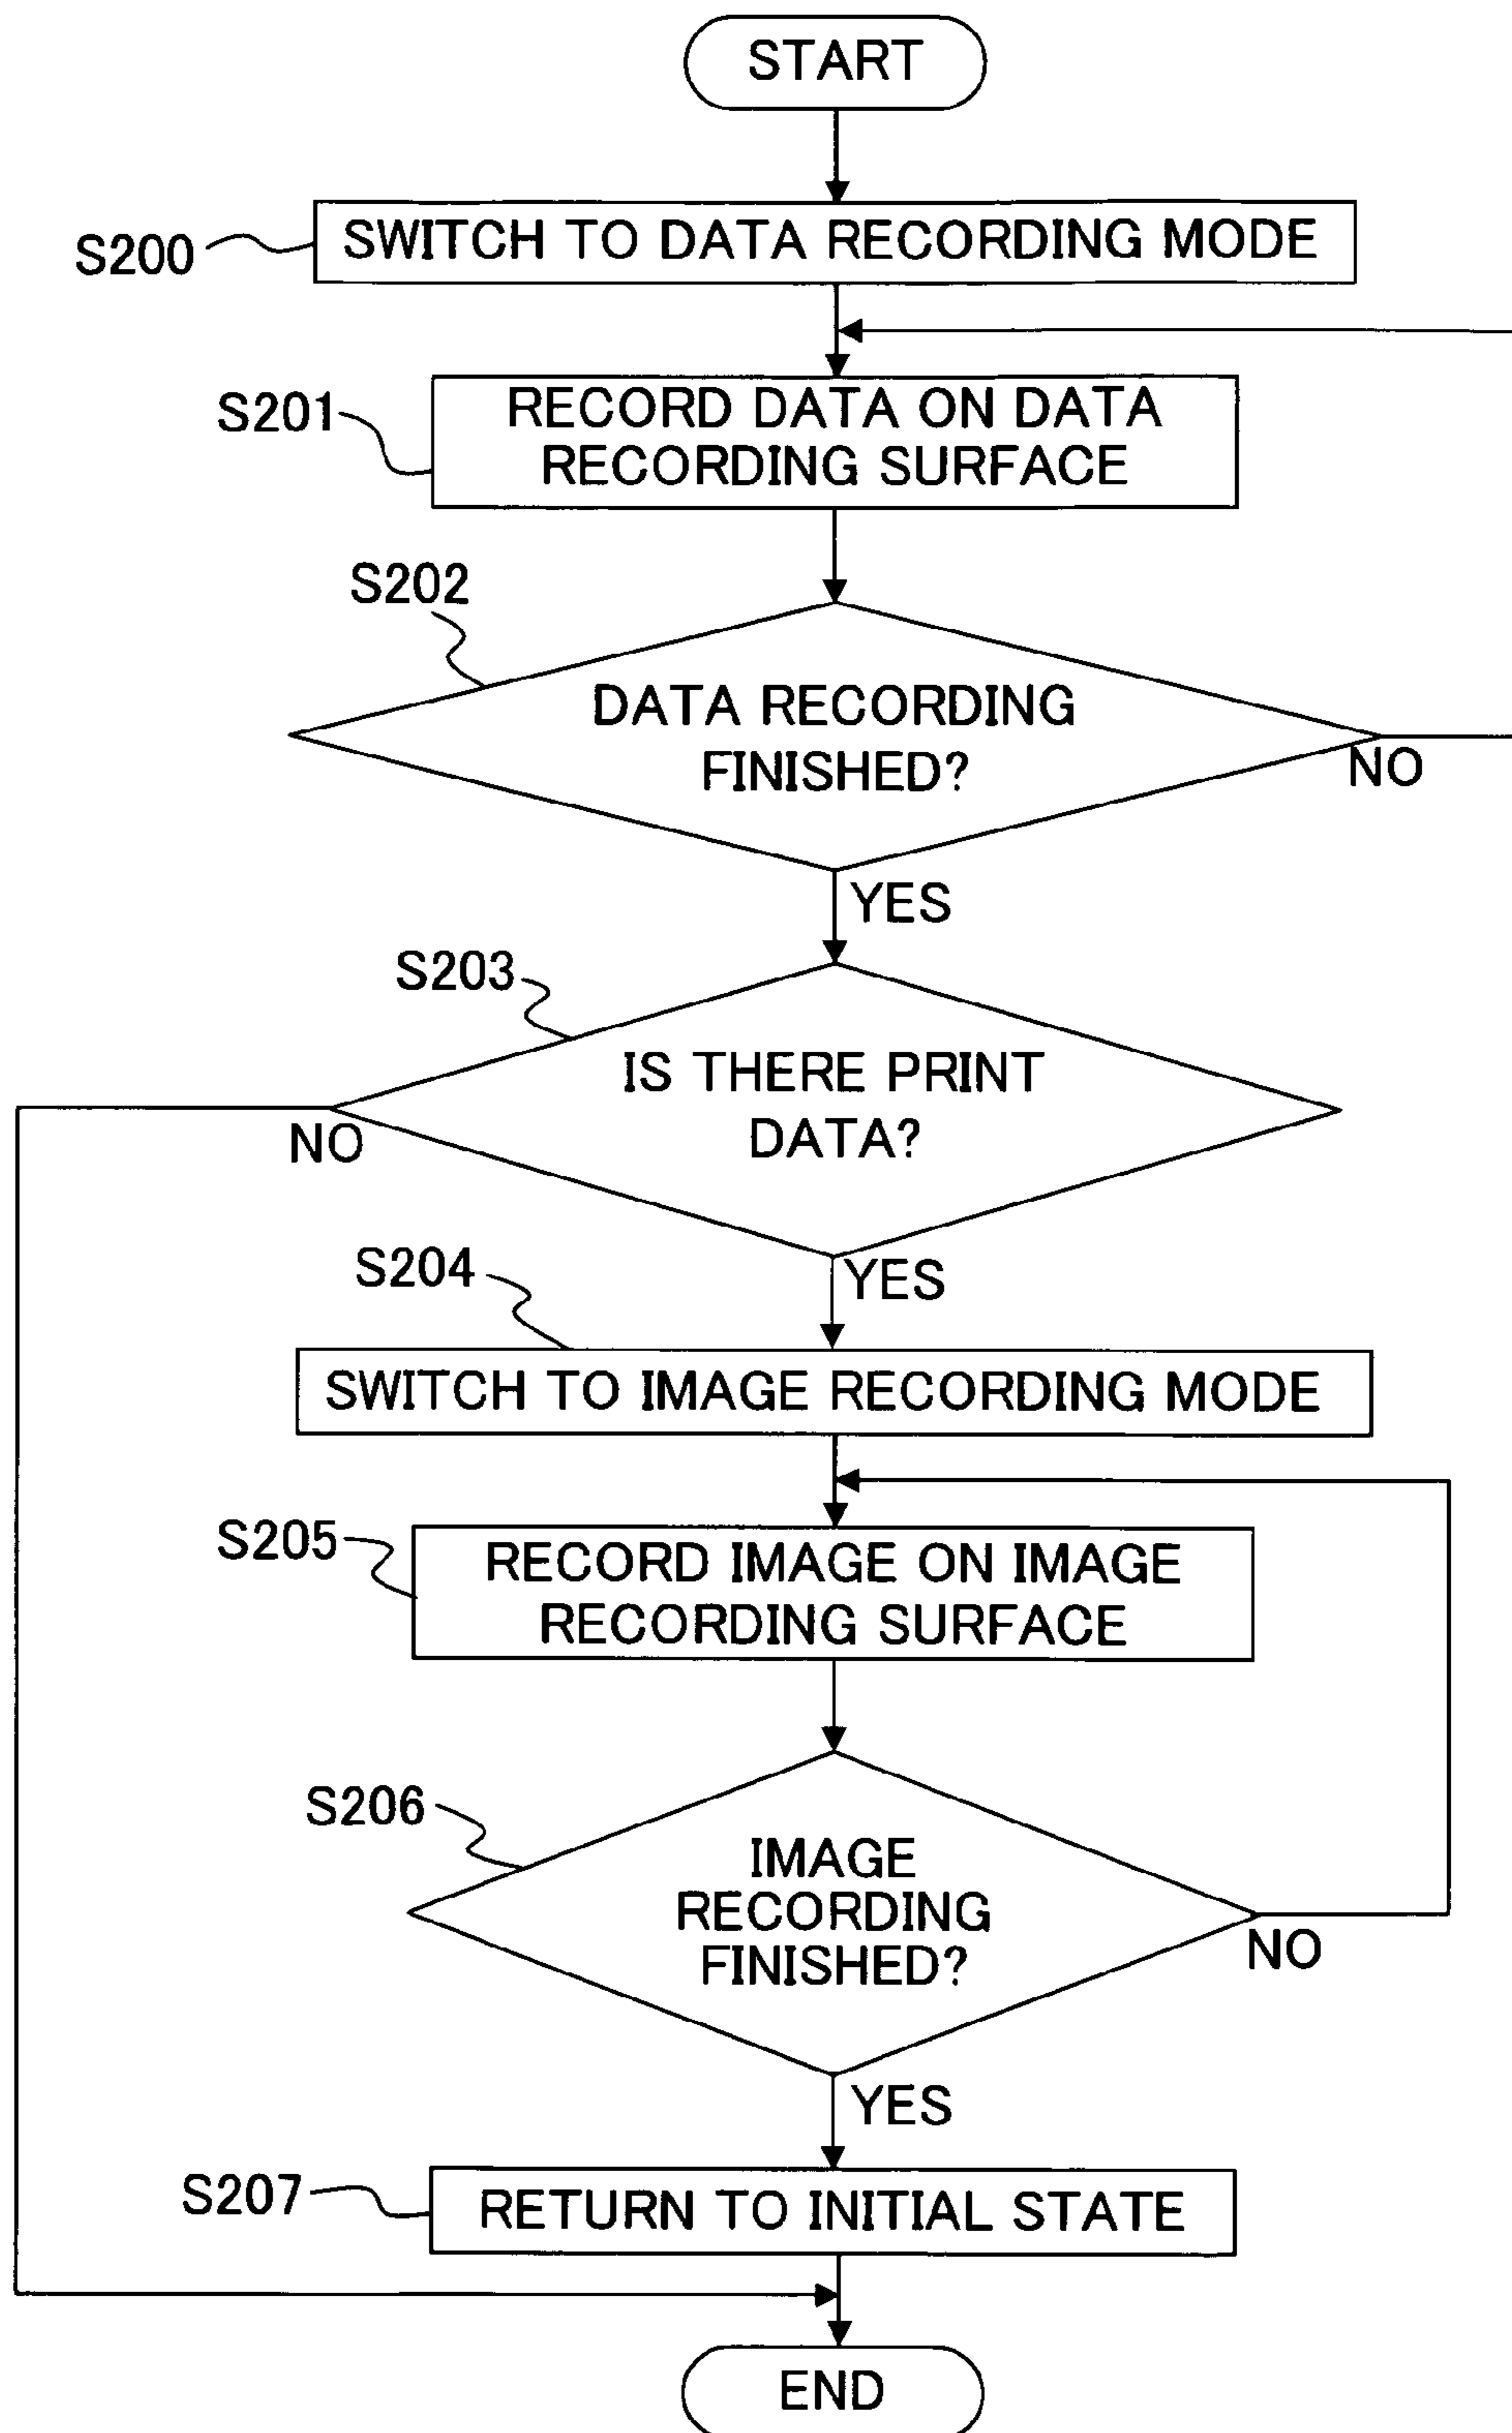 START
S200
SWITCH TO DATA RECORDING MODE
S201
RECORD DATA ON DATA
RECORDING SURFACE
S202
DATA RECORDING
FINISHED?
NO
YES
S203
IS THERE PRINT
DATA?
NO
YES
S204
SWITCH TO IMAGE RECORDING MODE
S205
RECORD IMAGE ON IMAGE
RECORDING SURFACE
S206
IMAGE
RECORDING
FINISHED?
NO
YES
S207
RETURN TO INITIAL STATE
END